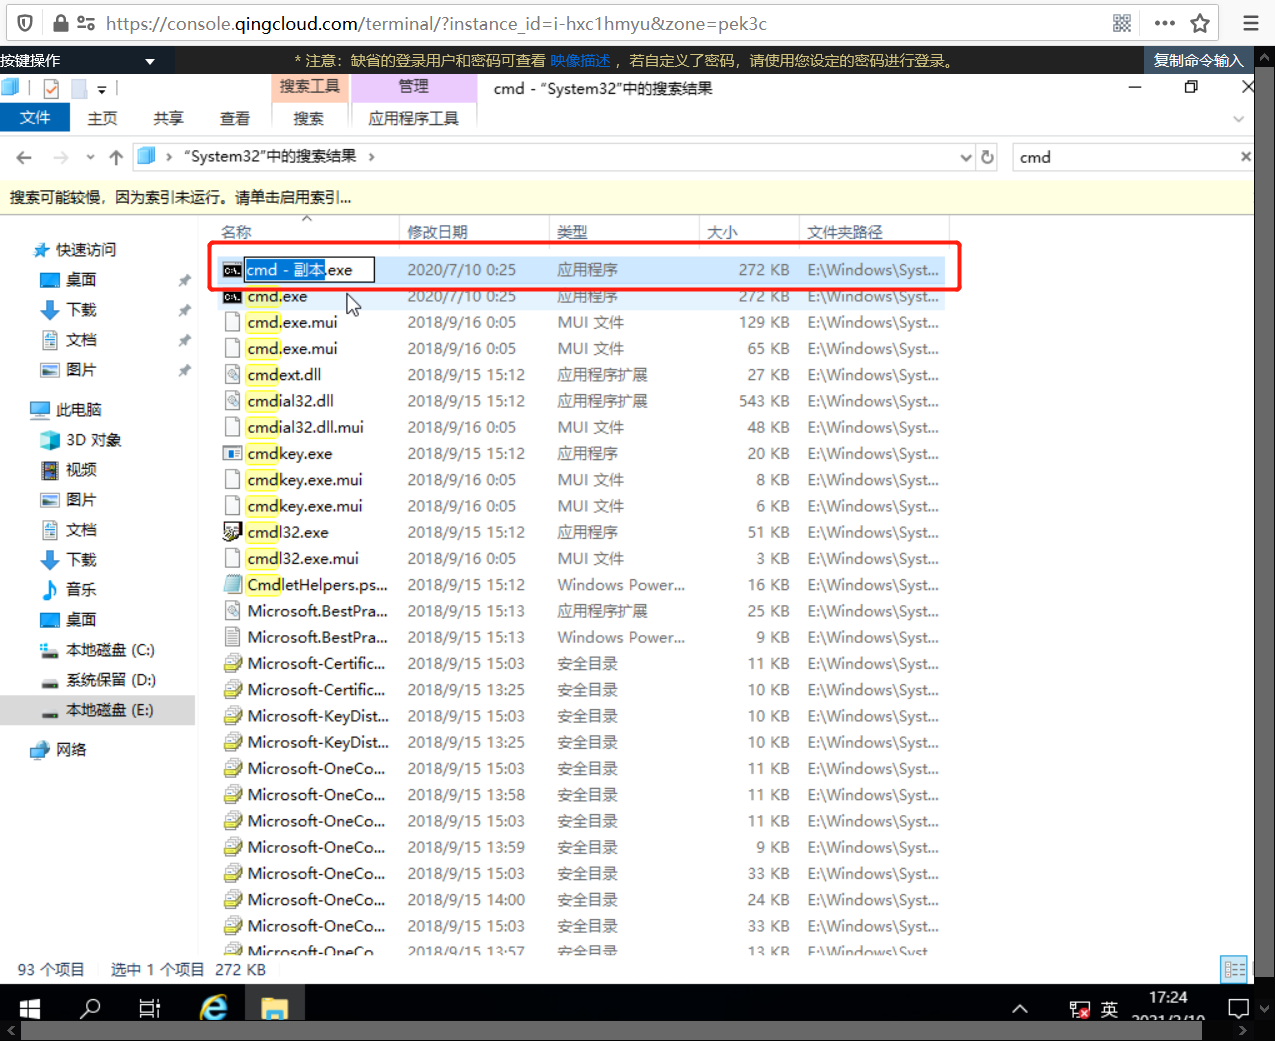 https://console.qingcloud.com/terminal/?instance_id=i-hxc1hmyu&zone=pek3c
按键操作
* 注意：缺省的登录用户和密码可查看 映像描述 ，若自定义了密码，请使用您设定的密码进行登录。
复制命令输入
搜索工具 管理 cmd - “System32”中的搜索结果
文件 主页 共享 查看 搜索 应用程序工具
“System32”中的搜索结果
cmd
搜索可能较慢，因为索引未运行。请单击启用索引...
名称 修改日期 类型 大小 文件夹路径
快速访问
桌面
下载
文档
图片
此电脑
3D 对象
视频
图片
文档
下载
音乐
桌面
本地磁盘 (C:)
系统保留 (D:)
本地磁盘 (E:)
网络
cmd - 副本.exe 2020/7/10 0:25 应用程序 272 KB E:\Windows\Syst...
cmd.exe 2020/7/10 0:25 应用程序 272 KB E:\Windows\Syst...
cmd.exe.mui 2018/9/16 0:05 MUI 文件 129 KB E:\Windows\Syst...
cmd.exe.mui 2018/9/16 0:05 MUI 文件 65 KB E:\Windows\Syst...
cmdext.dll 2018/9/15 15:12 应用程序扩展 27 KB E:\Windows\Syst...
cmdial32.dll 2018/9/15 15:12 应用程序扩展 543 KB E:\Windows\Syst...
cmdial32.dll.mui 2018/9/16 0:05 MUI 文件 48 KB E:\Windows\Syst...
cmdkey.exe 2018/9/15 15:12 应用程序 20 KB E:\Windows\Syst...
cmdkey.exe.mui 2018/9/16 0:05 MUI 文件 8 KB E:\Windows\Syst...
cmdkey.exe.mui 2018/9/16 0:05 MUI 文件 6 KB E:\Windows\Syst...
cmdl32.exe 2018/9/15 15:12 应用程序 51 KB E:\Windows\Syst...
cmdl32.exe.mui 2018/9/16 0:05 MUI 文件 3 KB E:\Windows\Syst...
CmdletHelpers.ps... 2018/9/15 15:12 Windows Power... 16 KB E:\Windows\Syst...
Microsoft.BestPra... 2018/9/15 15:13 应用程序扩展 25 KB E:\Windows\Syst...
Microsoft.BestPra... 2018/9/15 15:13 Windows Power... 9 KB E:\Windows\Syst...
Microsoft-Certific... 2018/9/15 15:03 安全目录 11 KB E:\Windows\Syst...
Microsoft-Certific... 2018/9/15 13:25 安全目录 10 KB E:\Windows\Syst...
Microsoft-KeyDist... 2018/9/15 15:03 安全目录 10 KB E:\Windows\Syst...
Microsoft-KeyDist... 2018/9/15 13:25 安全目录 10 KB E:\Windows\Syst...
Microsoft-OneCo... 2018/9/15 15:03 安全目录 11 KB E:\Windows\Syst...
Microsoft-OneCo... 2018/9/15 13:58 安全目录 11 KB E:\Windows\Syst...
Microsoft-OneCo... 2018/9/15 15:03 安全目录 11 KB E:\Windows\Syst...
Microsoft-OneCo... 2018/9/15 13:59 安全目录 9 KB E:\Windows\Syst...
Microsoft-OneCo... 2018/9/15 15:03 安全目录 33 KB E:\Windows\Syst...
Microsoft-OneCo... 2018/9/15 14:00 安全目录 24 KB E:\Windows\Syst...
Microsoft-OneCo... 2018/9/15 15:03 安全目录 33 KB E:\Windows\Syst...
Microsoft-OneCo... 2018/9/15 13:57 安全目录 13 KB E:\Windows\Syst...
93 个项目 选中 1 个项目 272 KB
英 17:24